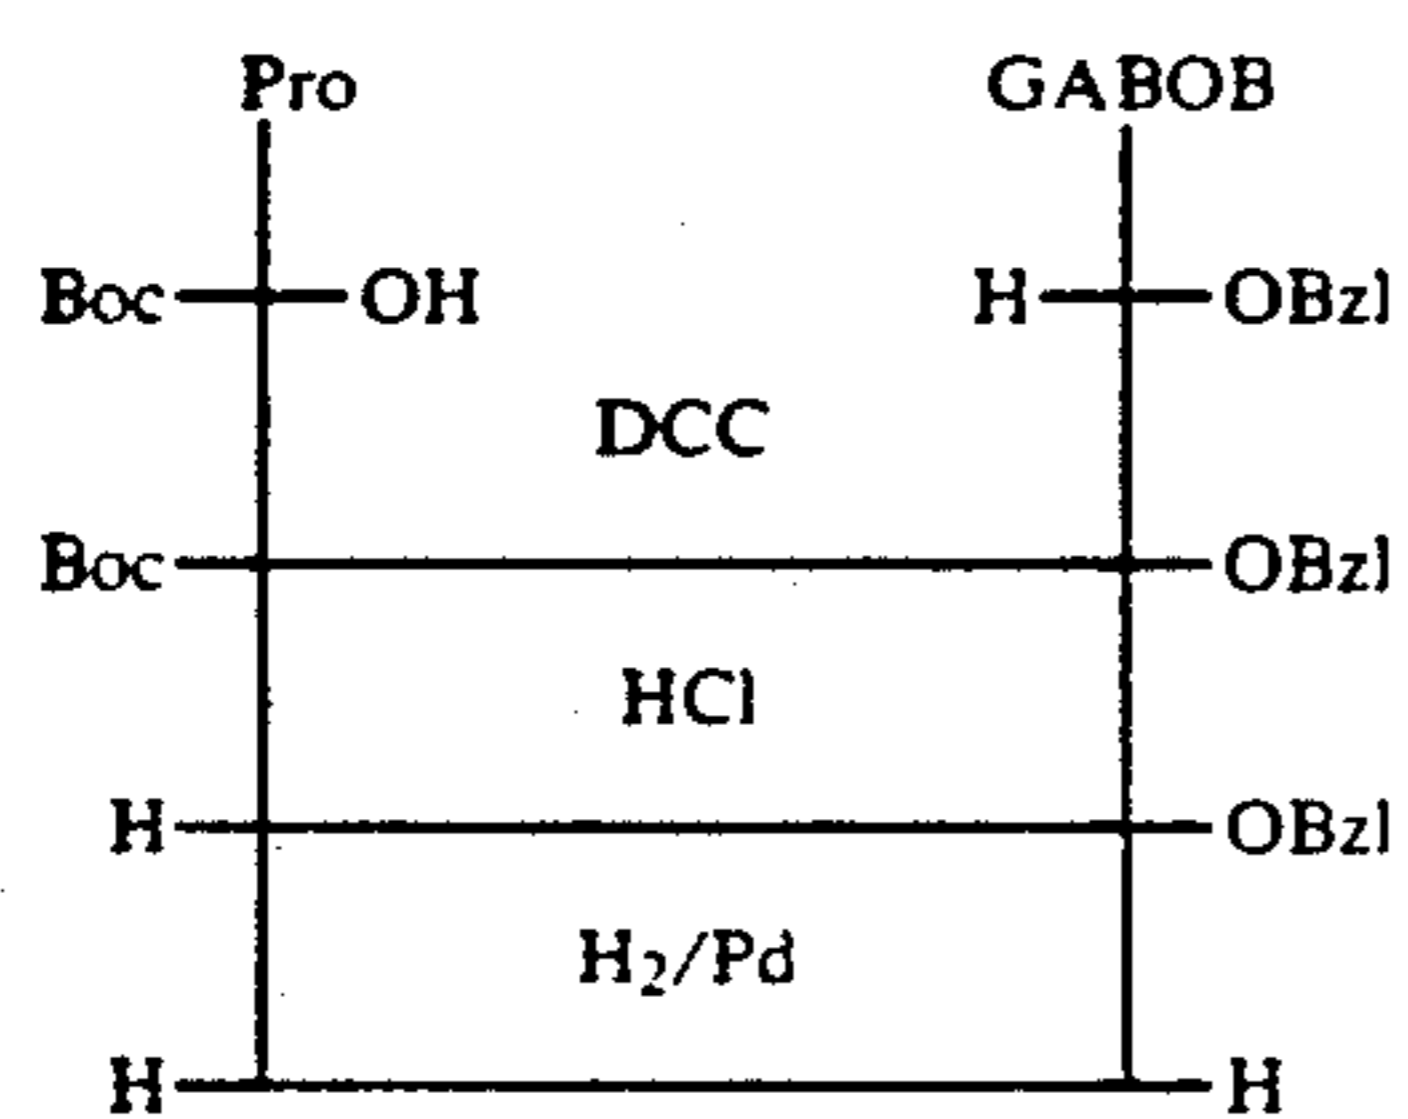 Pro GABOB
Boc OH H OBzl
DCC
Boc OBzl
HCl
H OBzl
H2/Pd
H H